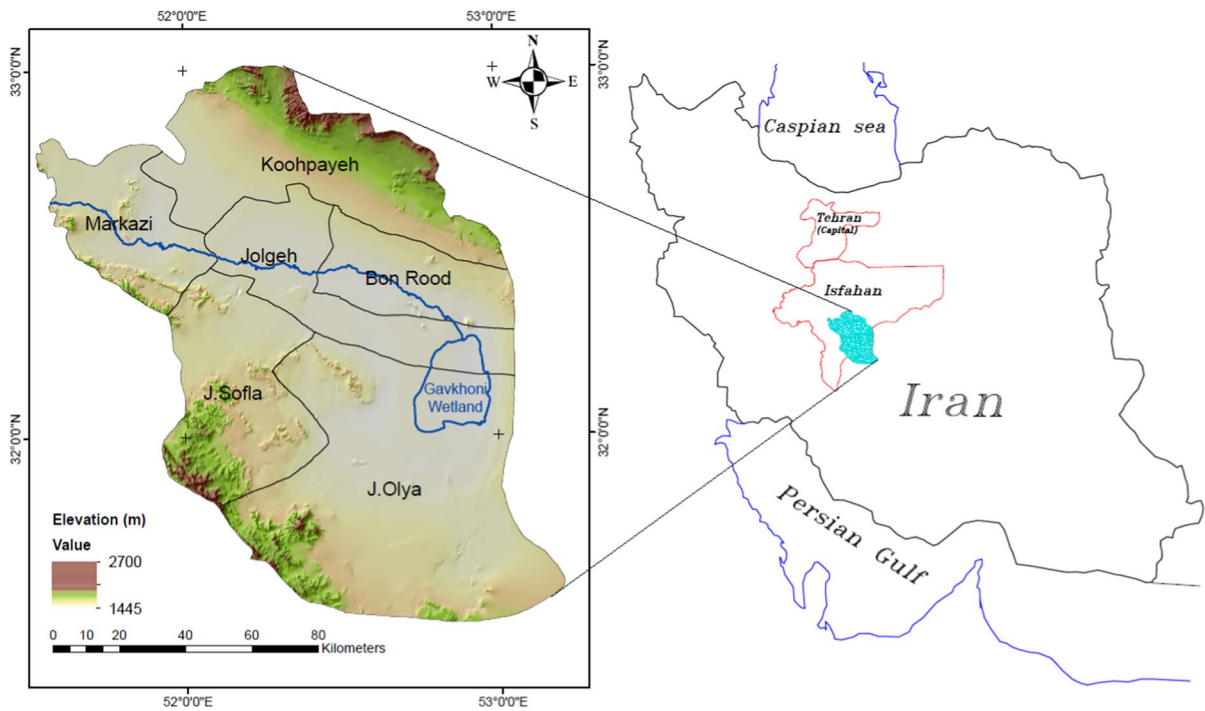 52°0'0"E
53°0'0"E
33°0'0"N
33°0'0"N
N
W
E
S
Koohpayeh
Markazi
Jolgeh
Bon Rood
Gavkhoni
Wetland
J.Sofla
J.Olya
32°0'0"N
32°0'0"N
Elevation (m)
Value
2700
1445
0 10 20 40 60 80
Kilometers
52°0'0"E
53°0'0"E
Caspian sea
Tehran
(Capital)
Isfahan
Iran
Persian Gulf